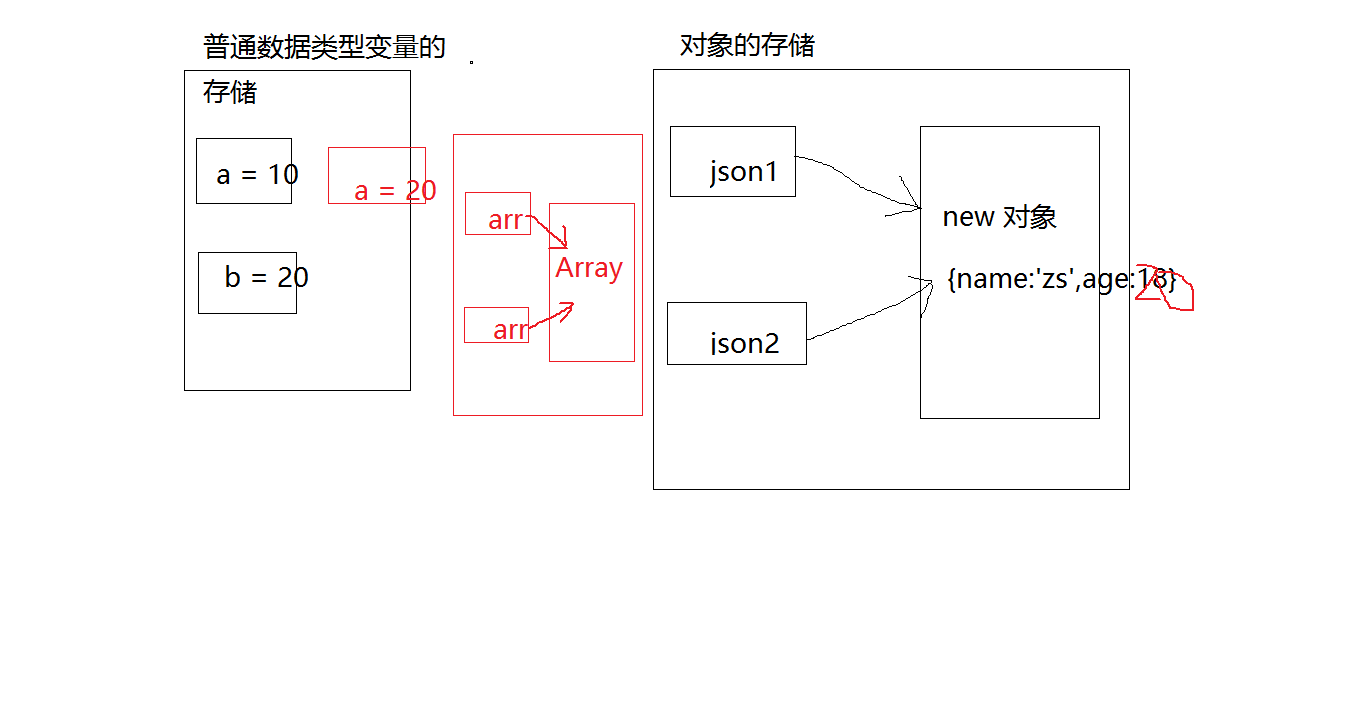 普通数据类型变量的
存储
a = 10
a = 20
b = 20
arr
Array
arr
对象的存储
json1
new 对象
{name:'zs',age:18}
json2